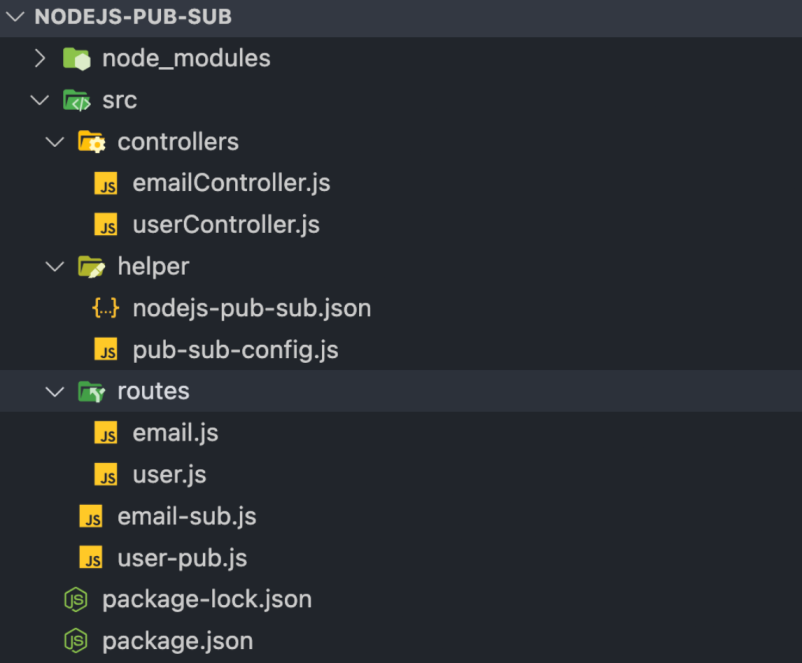 NODEJS-PUB-SUB
node_modules
src
controllers
JS emailController.js
JS userController.js
helper
{...} nodejs-pub-sub.json
JS pub-sub-config.js
routes
JS email.js
JS user.js
JS email-sub.js
JS user-pub.js
JS package-lock.json
JS package.json